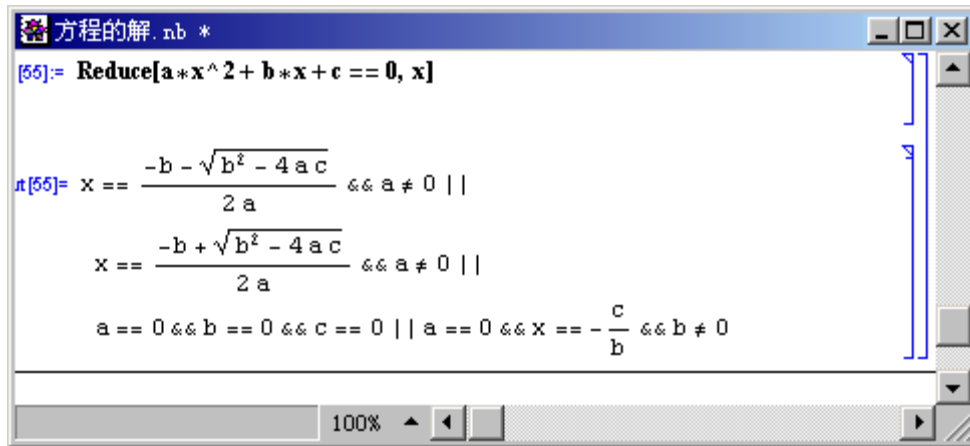 方程的解. nb *
[55]:= Reduce[a*x^2 + b*x + c == 0, x]
ut[55]= x == (-b - √(b² - 4 a c))/(2 a) && a ≠ 0 ||
x == (-b + √(b² - 4 a c))/(2 a) && a ≠ 0 ||
a == 0 && b == 0 && c == 0 || a == 0 && x == -c/b && b ≠ 0
100%